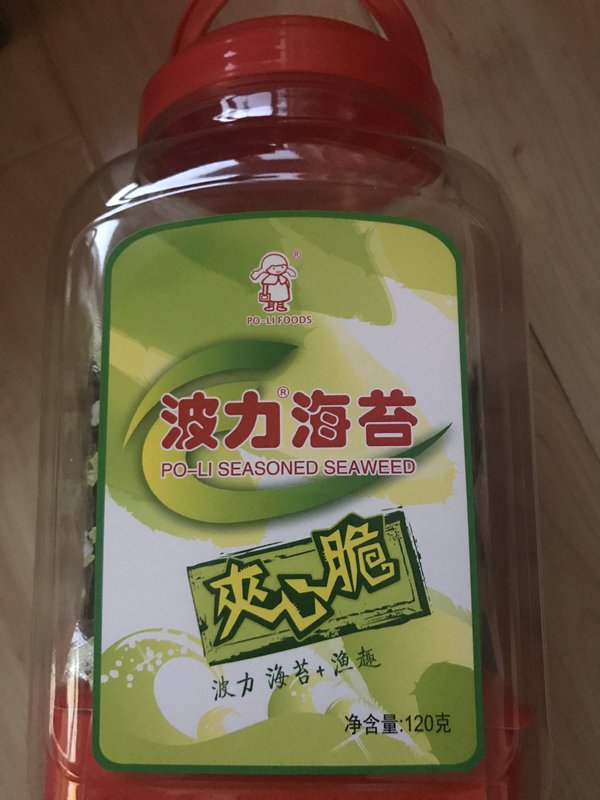 ®
PO-LI FOODS
波力®海苔
PO-LI SEASONED SEAWEED
夾心脆
波力 海苔+渔趣
净含量:120克